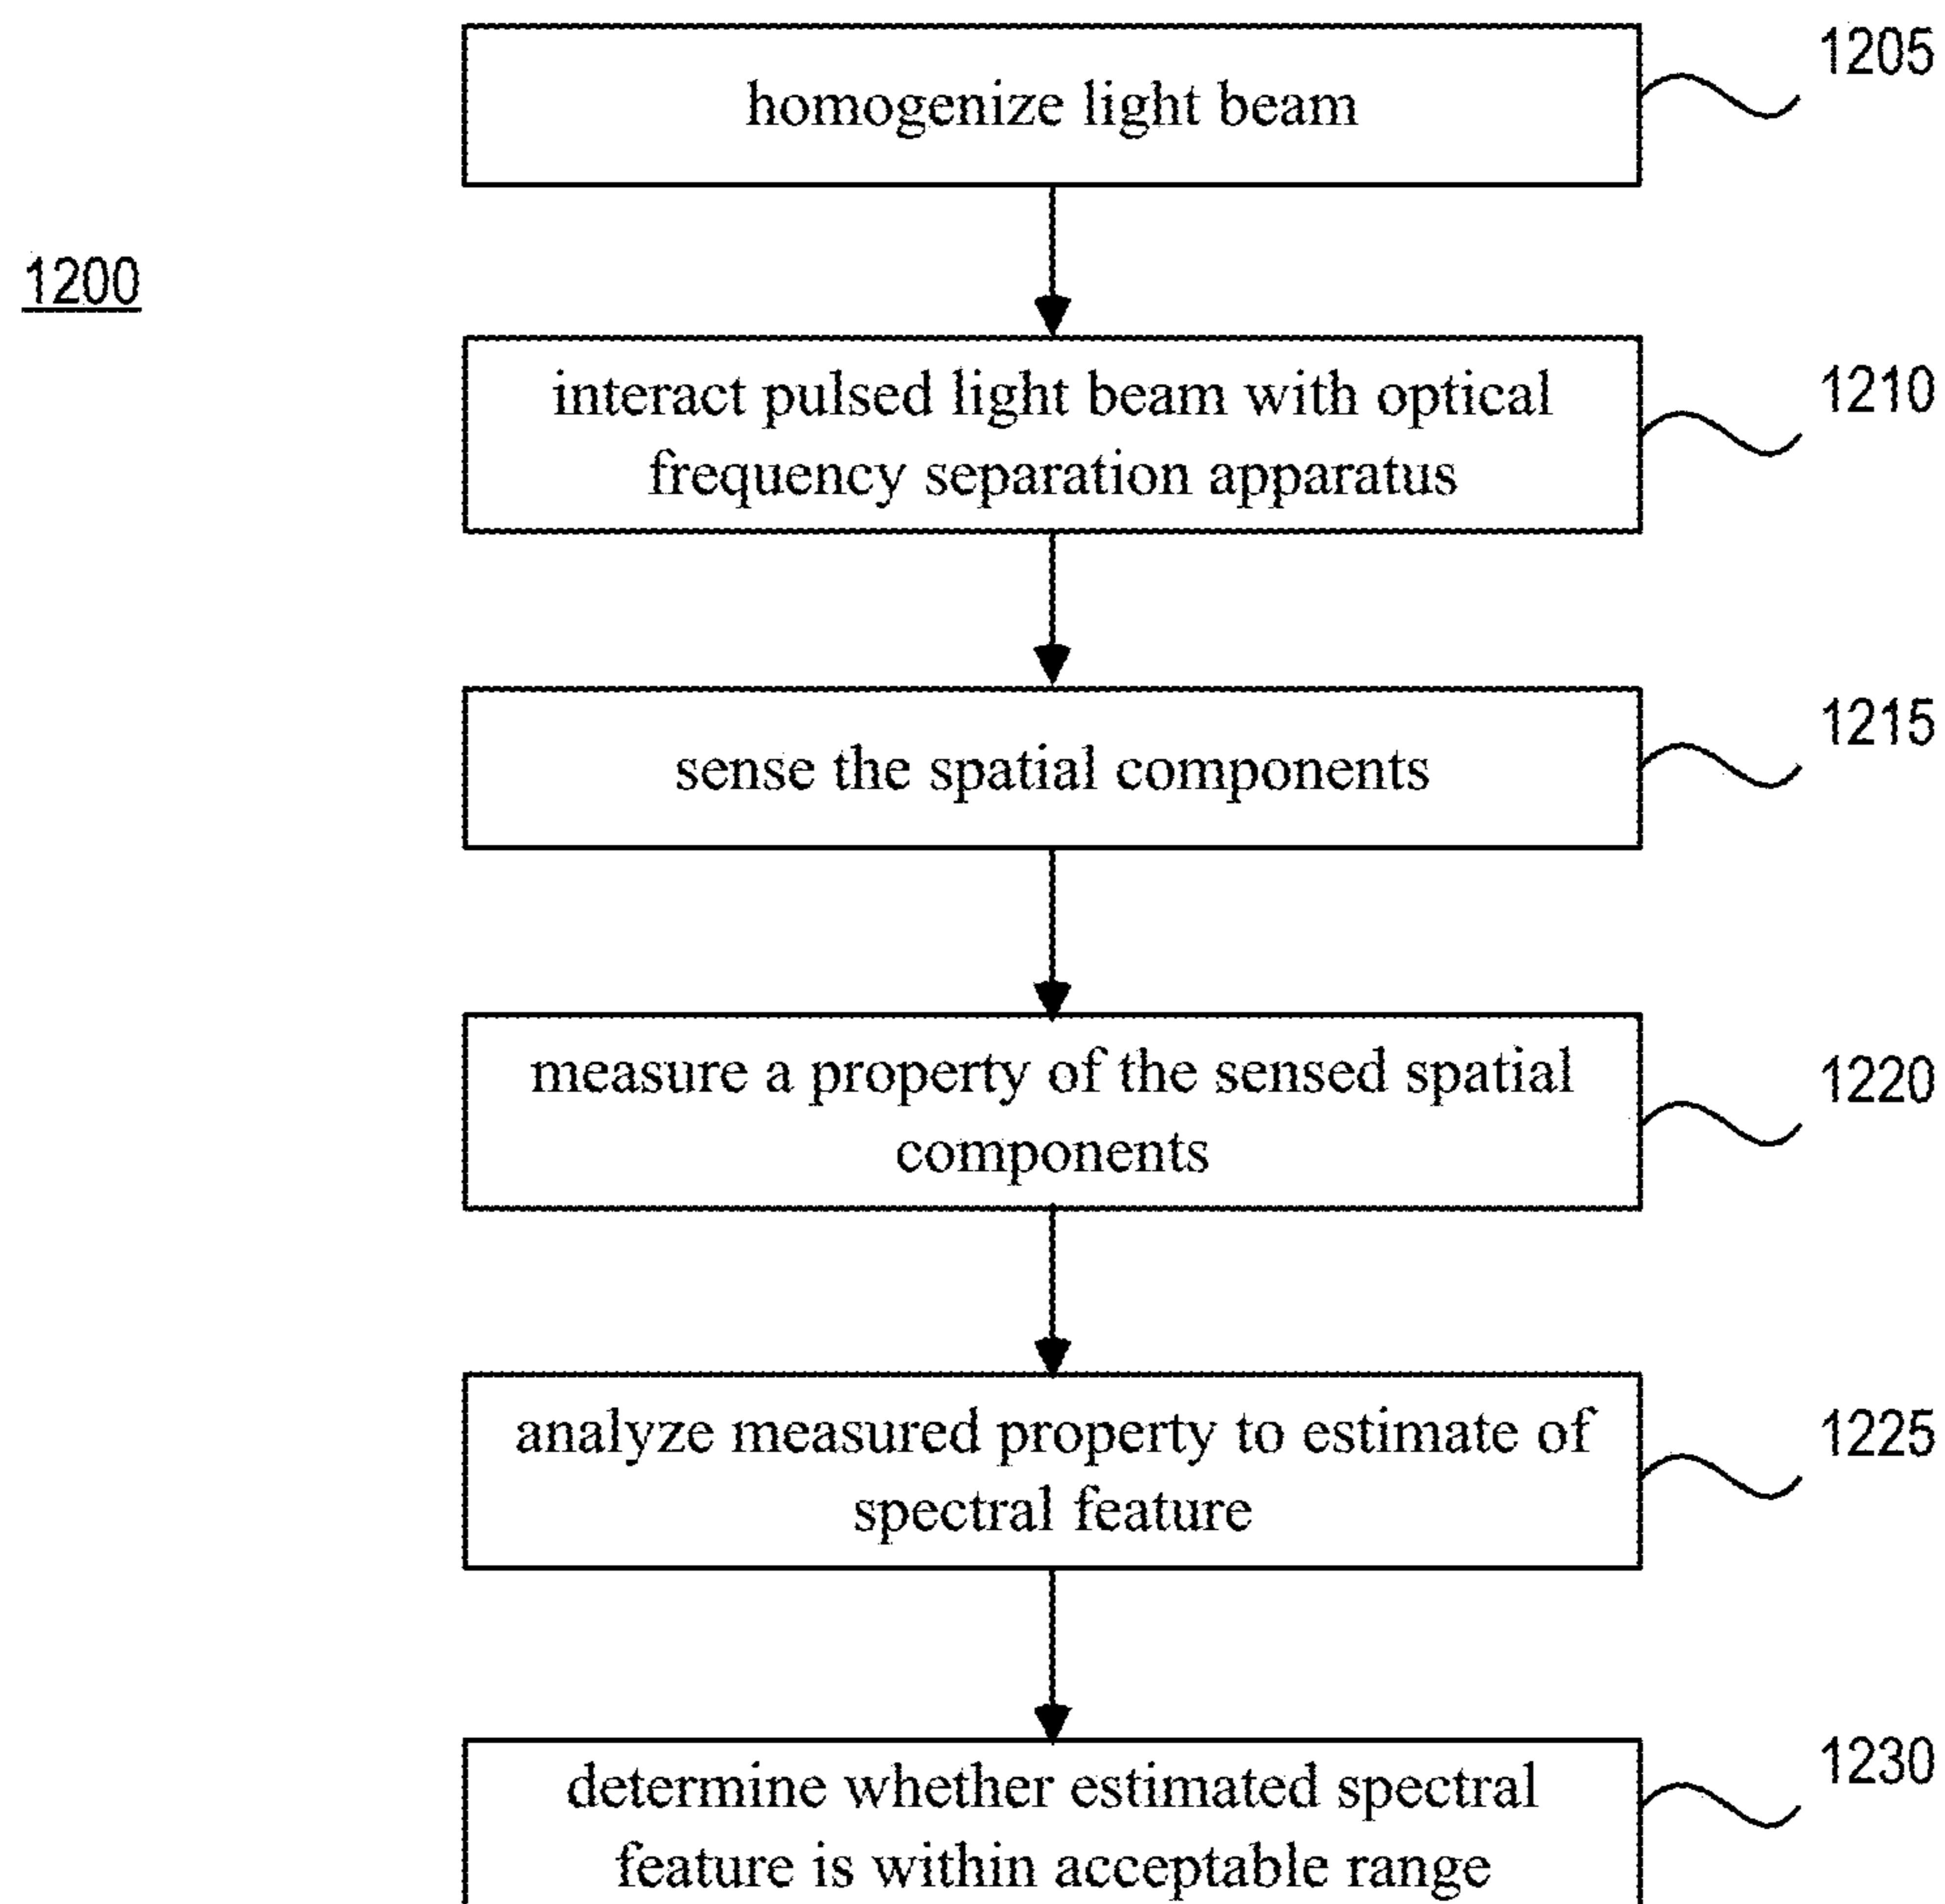 homogenize light beam
1205
1200
interact pulsed light beam with optical
frequency separation apparatus
1210
sense the spatial components
1215
measure a property of the sensed spatial
components
1220
analyze measured property to estimate of
spectral feature
1225
determine whether estimated spectral
feature is within acceptable range
1230